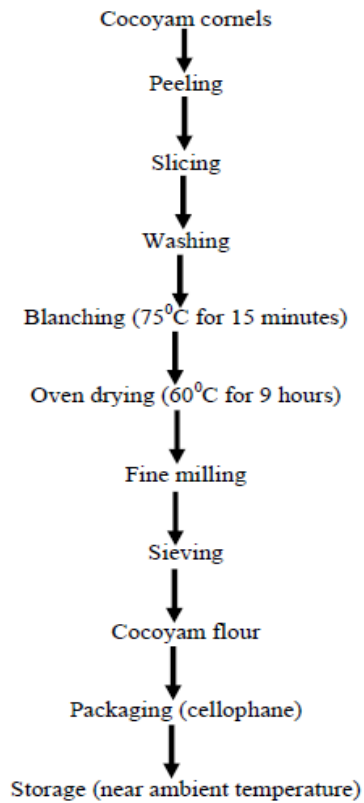 Cocoyam cornels
Peeling
Slicing
Washing
Blanching (75⁰C for 15 minutes)
Oven drying (60⁰C for 9 hours)
Fine milling
Sieving
Cocoyam flour
Packaging (cellophane)
Storage (near ambient temperature)